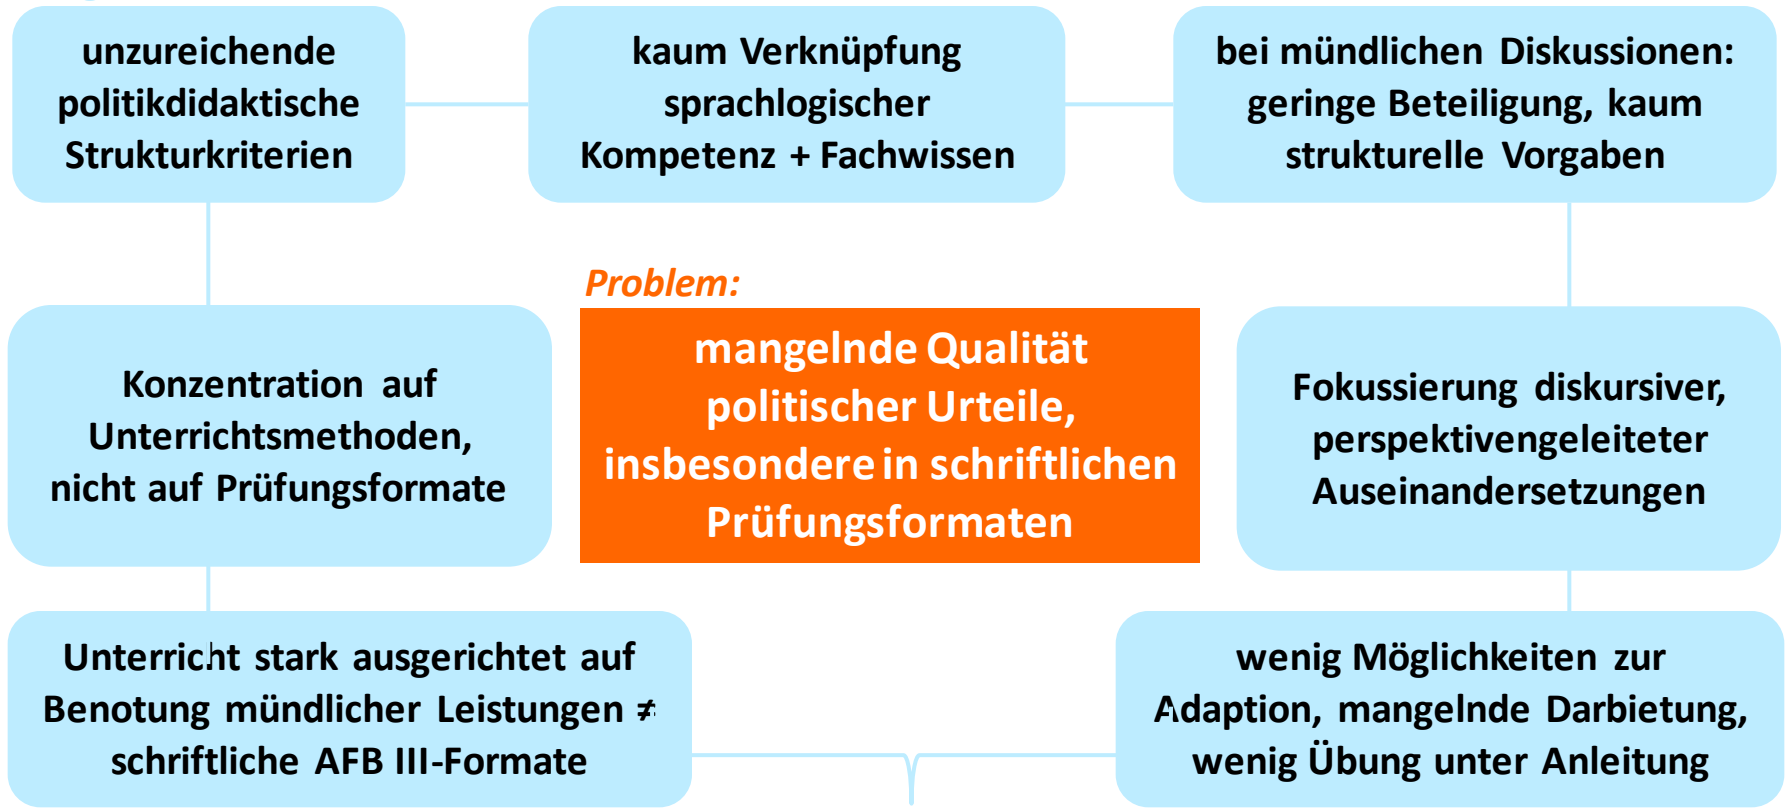 unzureichende
politikdidaktische
Strukturkriterien
kaum Verknüpfung
sprachlogischer
Kompetenz + Fachwissen
bei mündlichen Diskussionen:
geringe Beteiligung, kaum
strukturelle Vorgaben
Problem:
mangelnde Qualität
politischer Urteile,
insbesondere in schriftlichen
Prüfungsformaten
Konzentration auf
Unterrichtsmethoden,
nicht auf Prüfungsformate
Fokussierung diskursiver,
perspektivengeleiteter
Auseinandersetzungen
Unterricht stark ausgerichtet auf
Benotung mündlicher Leistungen ≠
schriftliche AFB III-Formate
wenig Möglichkeiten zur
Adaption, mangelnde Darbietung,
wenig Übung unter Anleitung